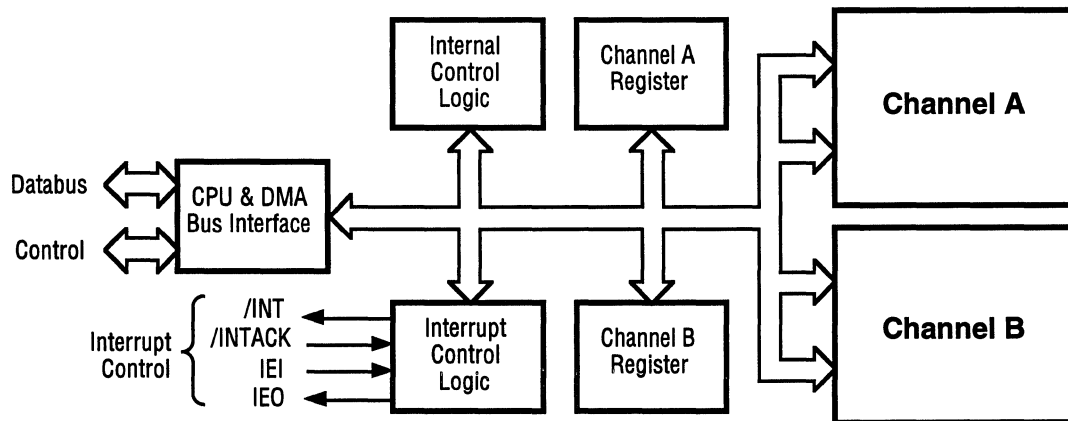 Internal
Control
Logic
Channel A
Register
Channel A
Databus
Control
CPU & DMA
Bus Interface
Interrupt
Control
/INT
/INTACK
IEI
IEO
Interrupt
Control
Logic
Channel B
Register
Channel B